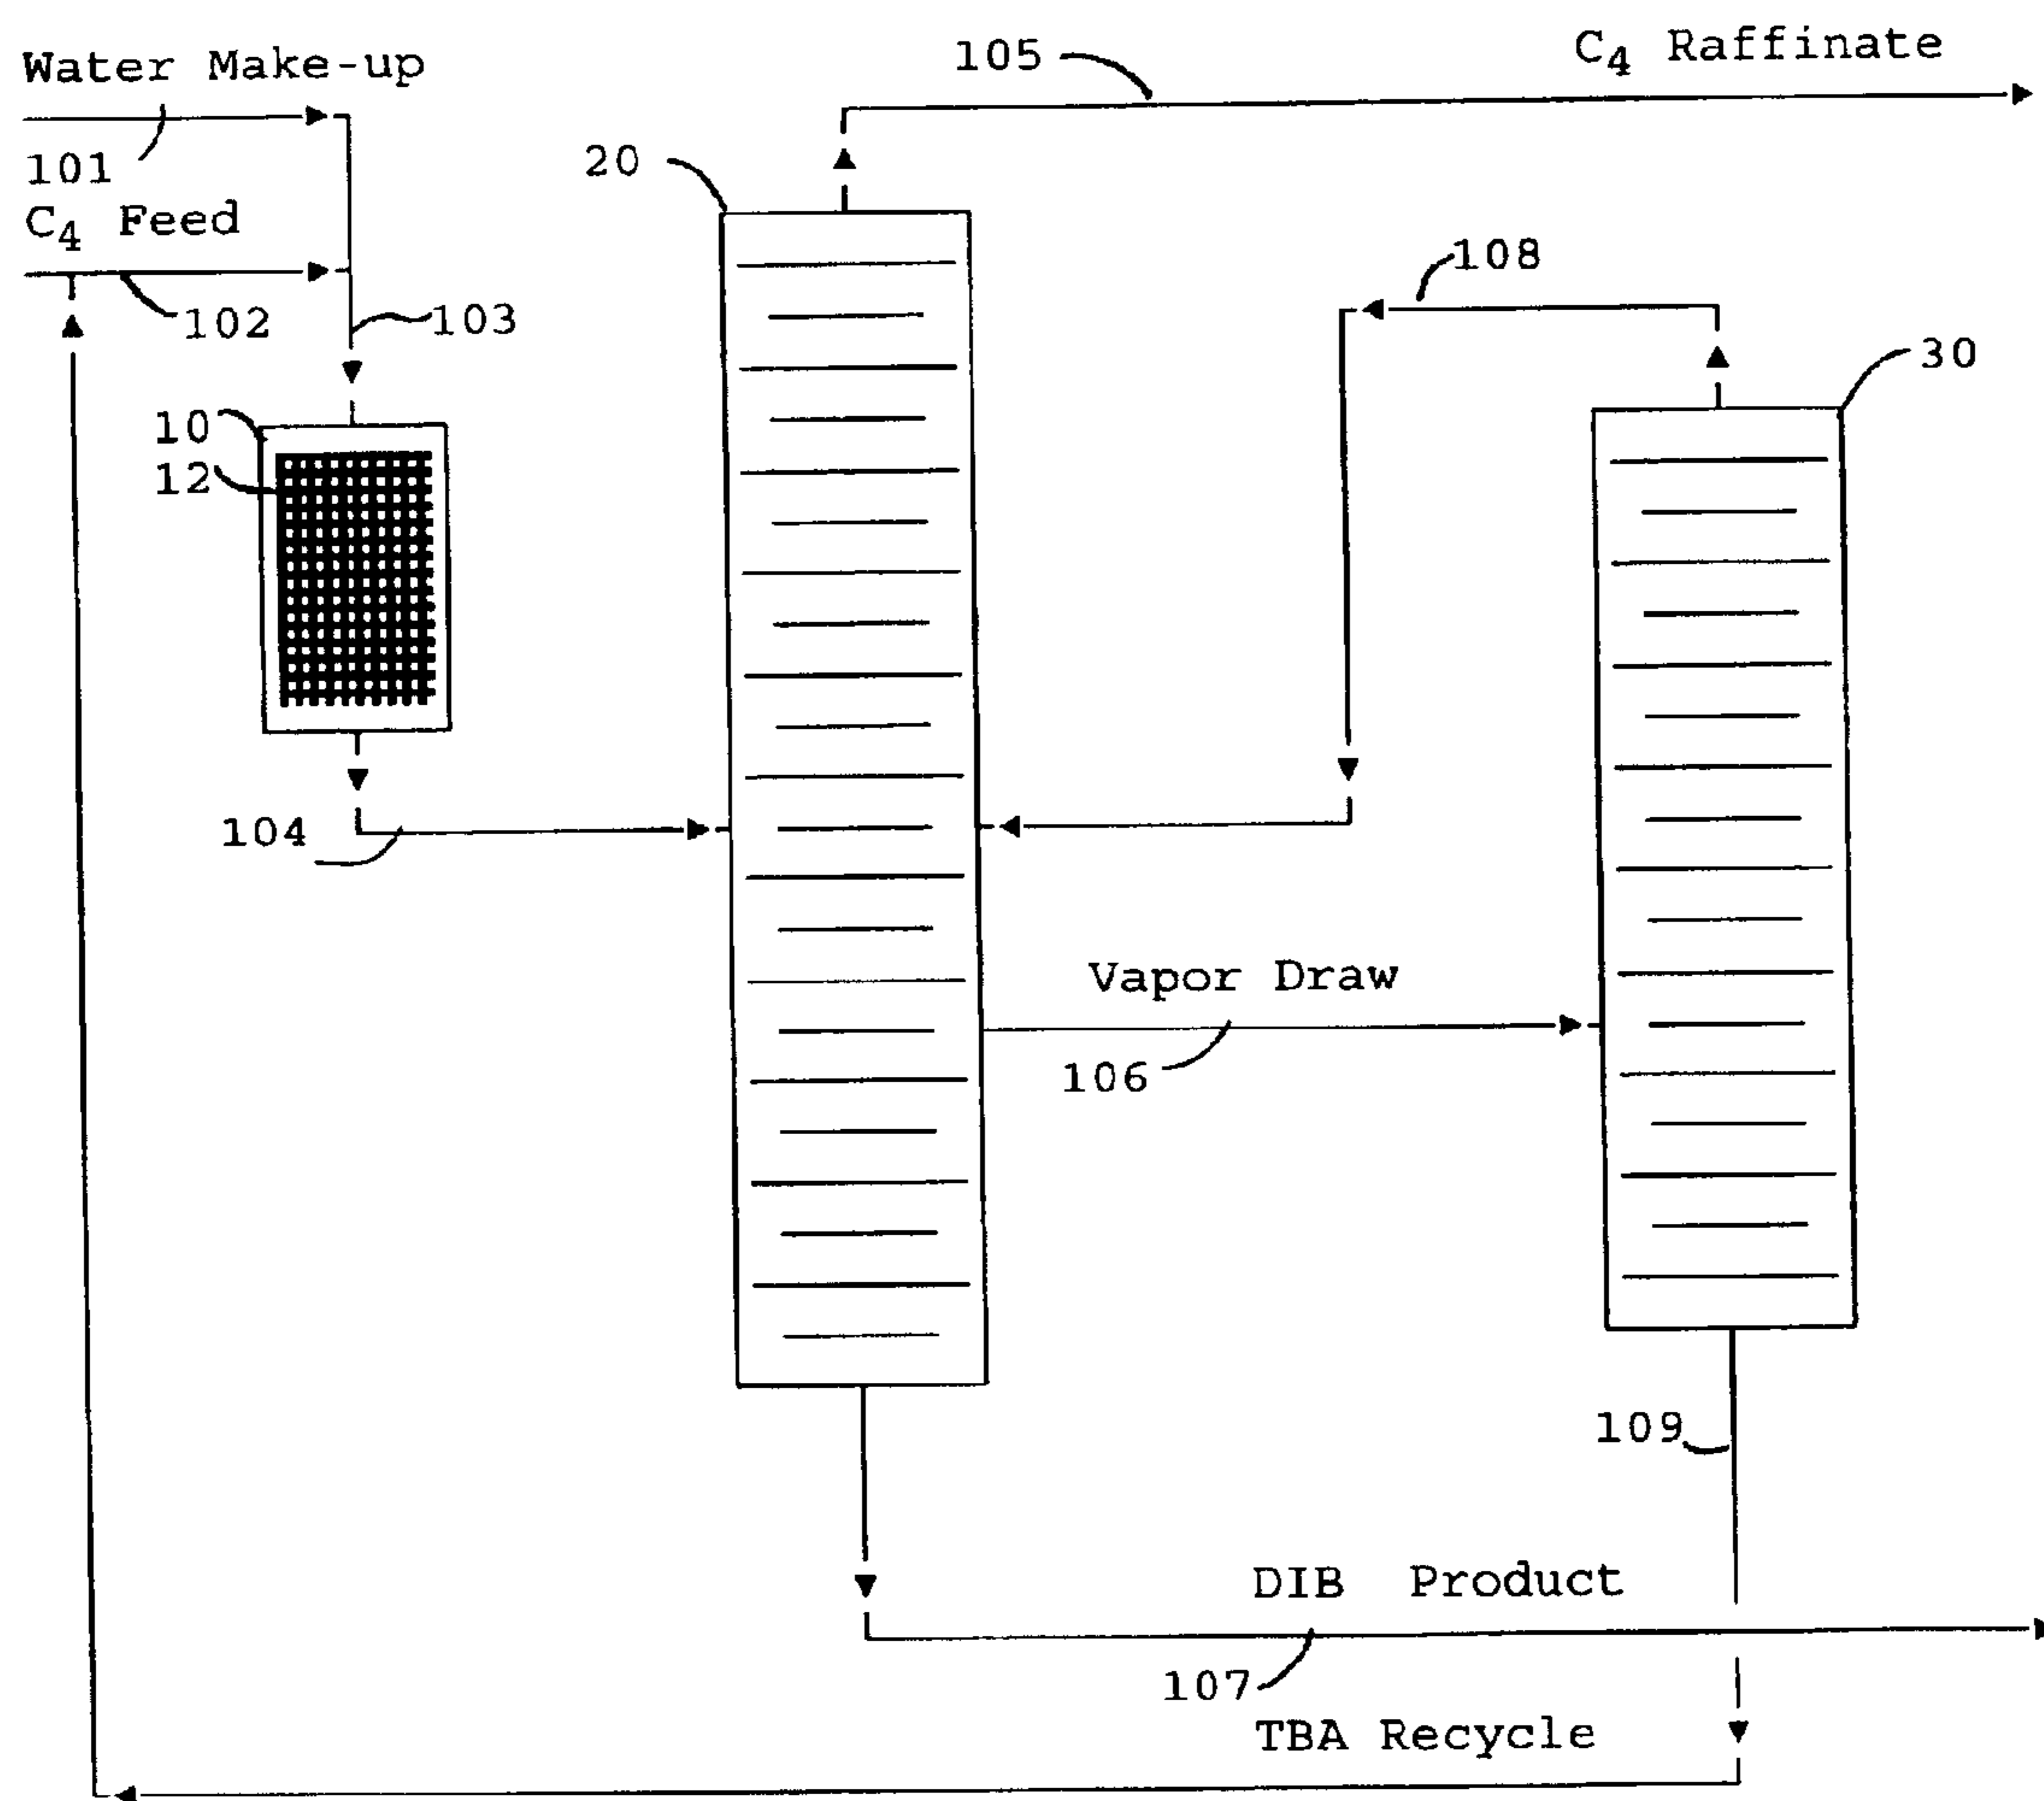 Water Make-up
105
C4 Raffinate
101
20
C4 Feed
108
102
103
30
10
12
104
Vapor Draw
106
109
DIB Product
107
TBA Recycle